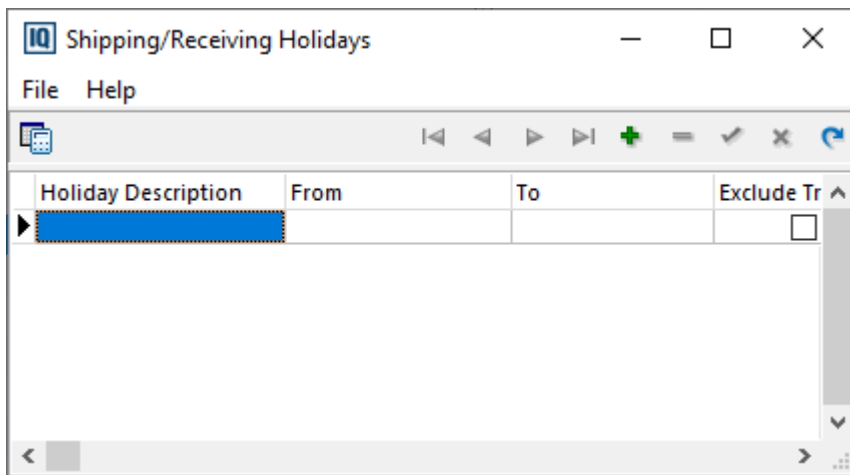 IQ Shipping/Receiving Holidays
File Help
Holiday Description From To Exclude Tr